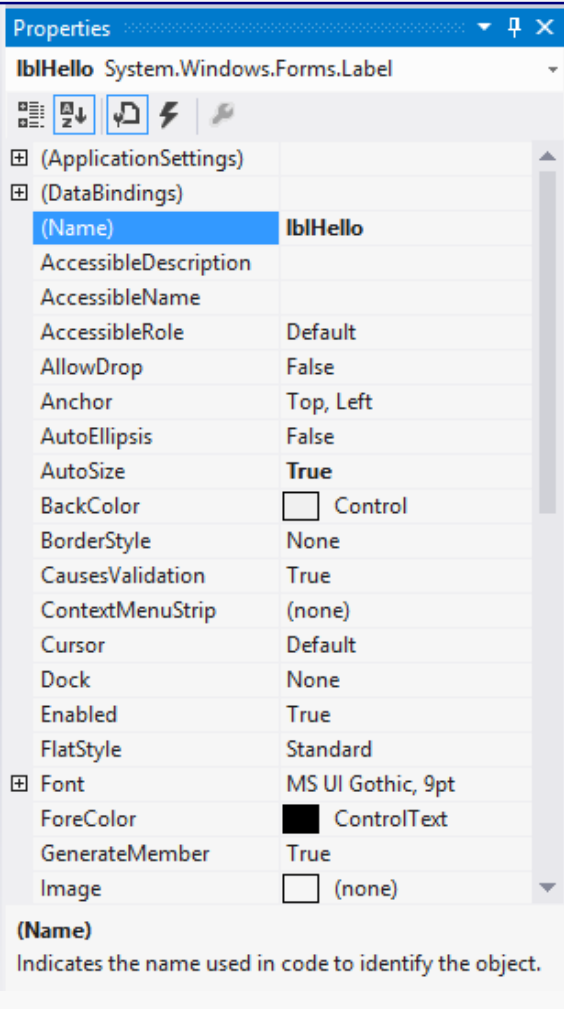 Properties
lblHello System.Windows.Forms.Label
(ApplicationSettings)
(DataBindings)
(Name) lblHello
AccessibleDescription
AccessibleName
AccessibleRole Default
AllowDrop False
Anchor Top, Left
AutoEllipsis False
AutoSize True
BackColor Control
BorderStyle None
CausesValidation True
ContextMenuStrip (none)
Cursor Default
Dock None
Enabled True
FlatStyle Standard
Font MS UI Gothic, 9pt
ForeColor ControlText
GenerateMember True
Image (none)
(Name)
Indicates the name used in code to identify the object.